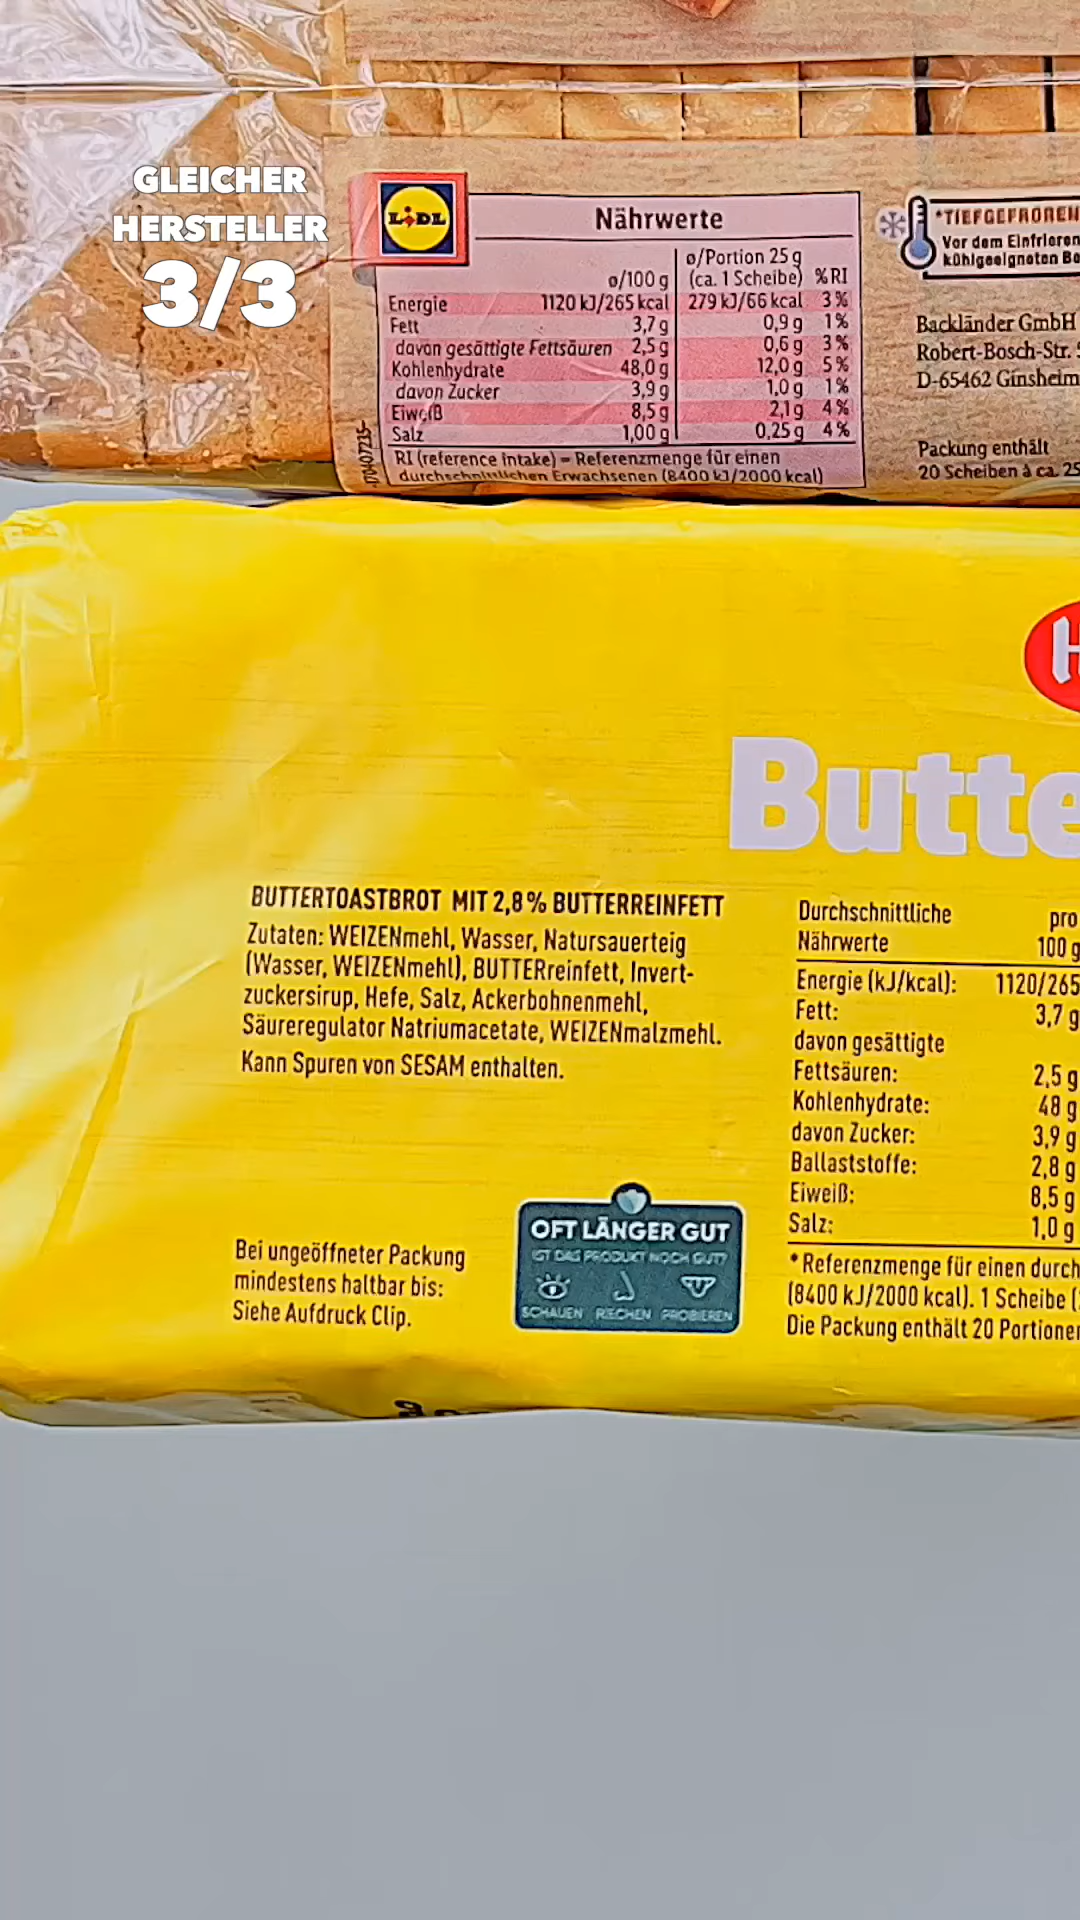 GLEICHER
HERSTELLER
3/3
LiDL
Nährwerte
ø/Portion 25 g
ø/100 g (ca. 1 Scheibe) %RI
Energie 1120 kJ/265 kcal 279 kJ/66 kcal 3%
Fett 3,7 g 0,9 g 1%
davon gesättigte Fettsäuren 2,5 g 0,6 g 3%
Kohlenhydrate 48,0 g 12,0 g 5%
davon Zucker 3,9 g 1,0 g 1%
Eiweiß 8,5 g 2,1 g 4%
Salz 1,00 g 0,25 g 4%
RI (reference intake) = Referenzmenge für einen
durchschnittlichen Erwachsenen (8400 kJ/2000 kcal)
*TIEFGEFROREN
Vor dem Einfrieren
kühlgeeigneten Be
Backländer GmbH
Robert-Bosch-Str.
D-65462 Ginsheim
Packung enthält
20 Scheiben à ca. 25
H
Butte
BUTTERTOASTBROT MIT 2,8% BUTTERREINFETT
Zutaten: WEIZENmehl, Wasser, Natursauerteig
(Wasser, WEIZENmehl), BUTTERreinfett, Invert-
zuckersirup, Hefe, Salz, Ackerbohnenmehl,
Säureregulator Natriumacetate, WEIZENmalzmehl.
Kann Spuren von SESAM enthalten.
Bei ungeöffneter Packung
mindestens haltbar bis:
Siehe Aufdruck Clip.
OFT LÄNGER GUT
IST DAS PRODUKT NOCH GUT?
SCHAUEN RIECHEN PROBIEREN
Durchschnittliche pro
Nährwerte 100 g
Energie (kJ/kcal): 1120/265
Fett: 3,7 g
davon gesättigte
Fettsäuren: 2,5 g
Kohlenhydrate: 48 g
davon Zucker: 3,9 g
Ballaststoffe: 2,8 g
Eiweiß: 8,5 g
Salz: 1,0 g
*Referenzmenge für einen durch
(8400 kJ/2000 kcal). 1 Scheibe (
Die Packung enthält 20 Portionen